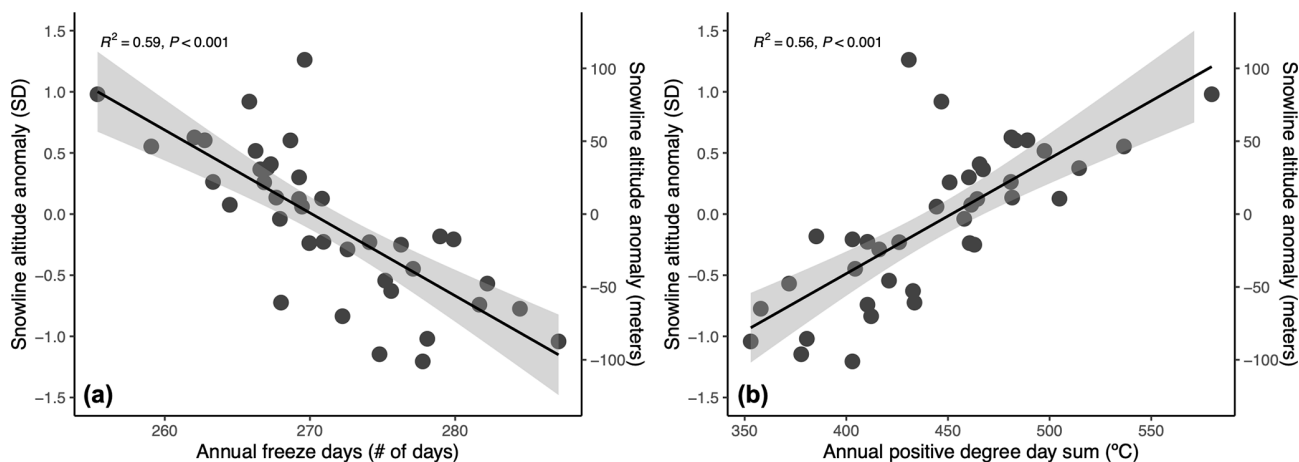 R² = 0.59, P < 0.001
1.5
1.0
0.5
0.0
−0.5
−1.0
−1.5
Snowline altitude anomaly (SD)
100
50
0
−50
−100
Snowline altitude anomaly (meters)
(a)
260 270 280
Annual freeze days (# of days)
R² = 0.56, P < 0.001
1.5
1.0
0.5
0.0
−0.5
−1.0
−1.5
Snowline altitude anomaly (SD)
100
50
0
−50
−100
Snowline altitude anomaly (meters)
(b)
350 400 450 500 550
Annual positive degree day sum (ºC)